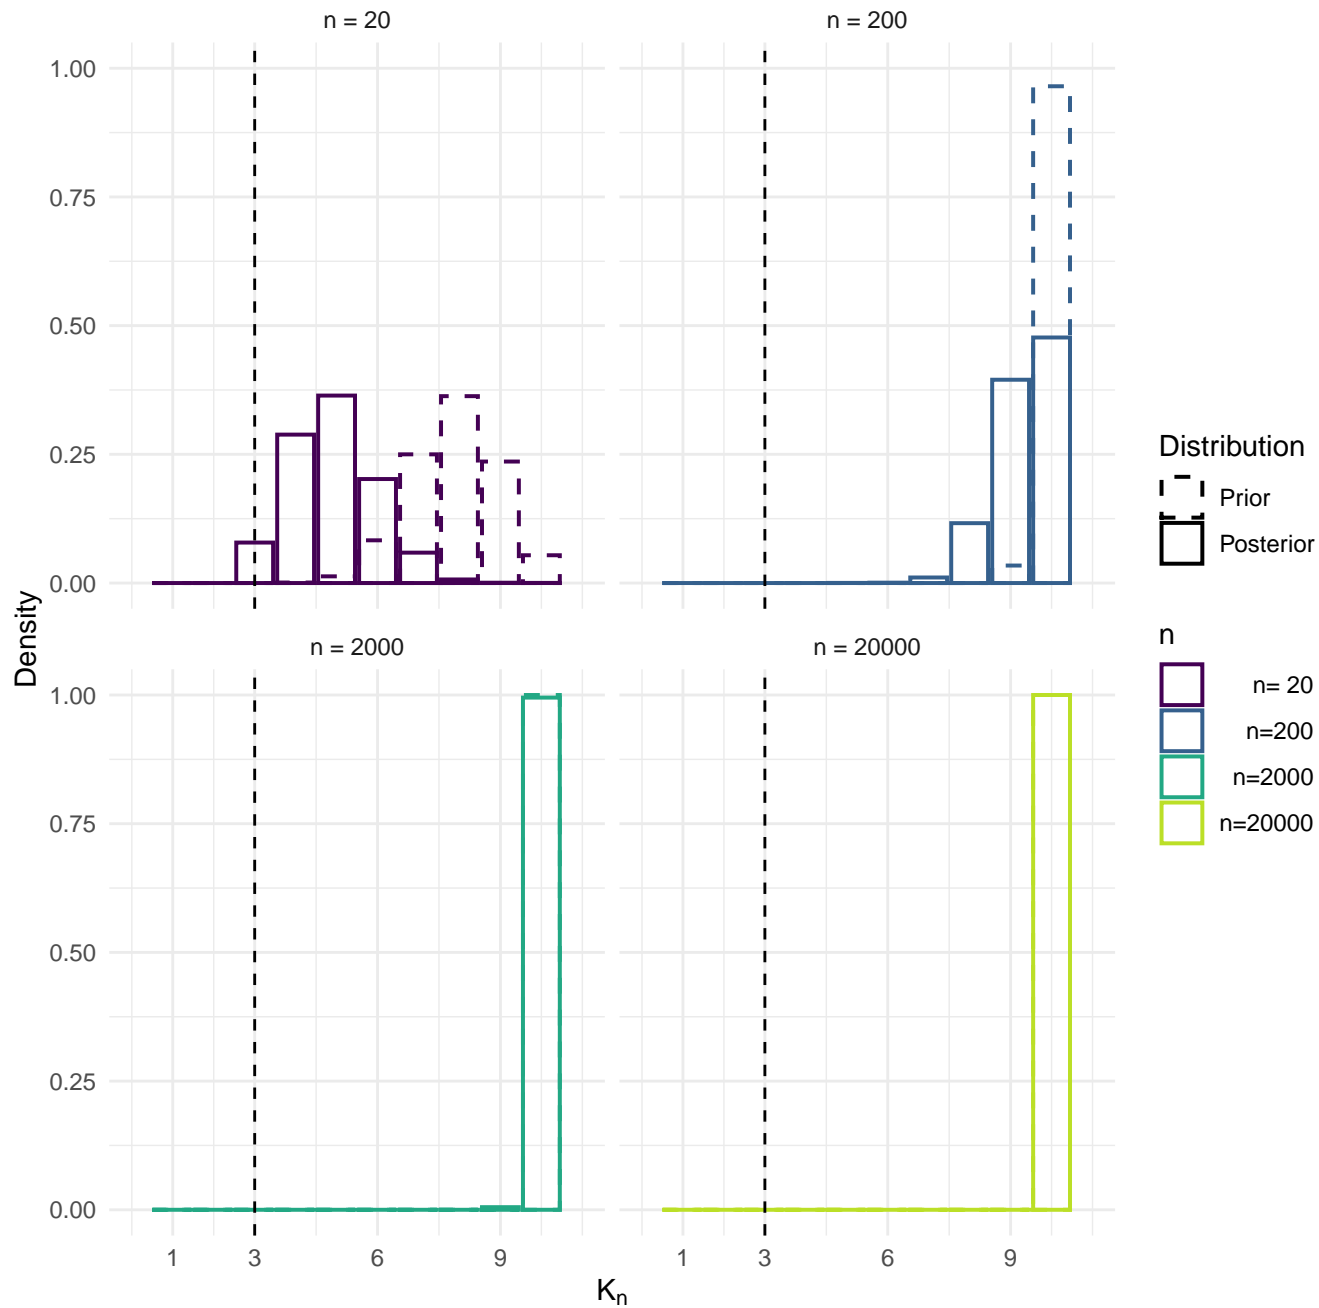 n = 20
n = 200
1.00
0.75
0.50
0.25
0.00
Density
n = 2000
n = 20000
1.00
0.75
0.50
0.25
0.00
1 3 6 9
1 3 6 9
Kn
Distribution
Prior
Posterior
n
n= 20
n=200
n=2000
n=20000